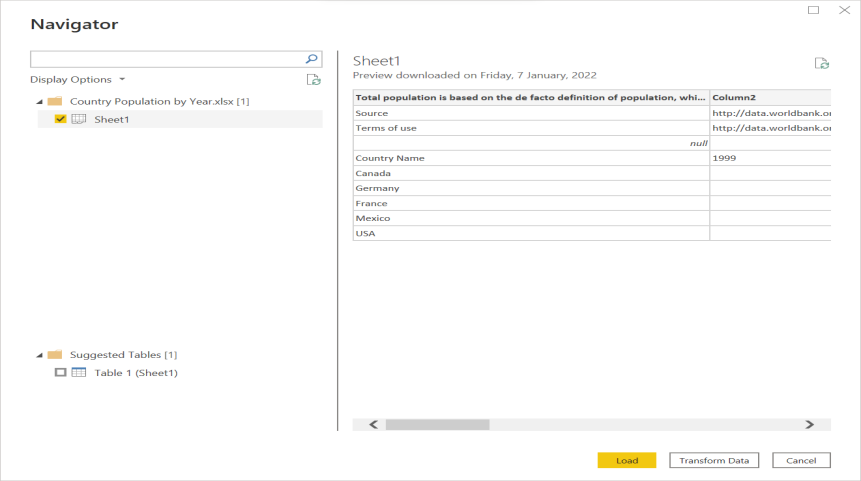 Navigator
Display Options
Country Population by Year.xlsx [1]
Sheet1
Suggested Tables [1]
Table 1 (Sheet1)
Sheet1
Preview downloaded on Friday, 7 January, 2022
Total population is based on the de facto definition of population, whi... Column2
Source http://data.worldbank.or
Terms of use http://data.worldbank.or
null
Country Name 1999
Canada
Germany
France
Mexico
USA
Load Transform Data Cancel